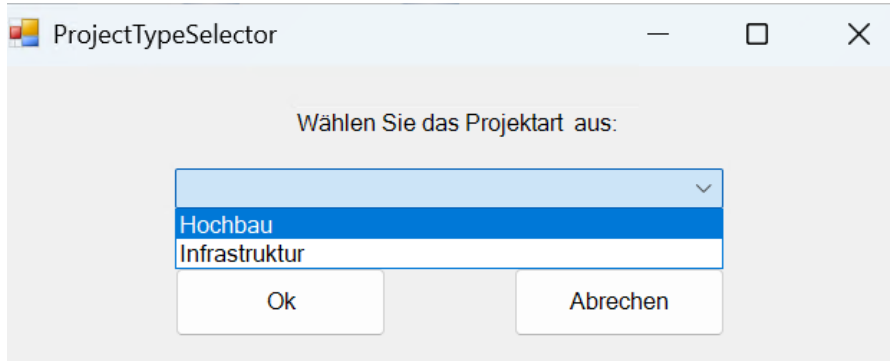 ProjectTypeSelector
Wählen Sie das Projektart aus:
Hochbau
Infrastruktur
Ok Abrechen